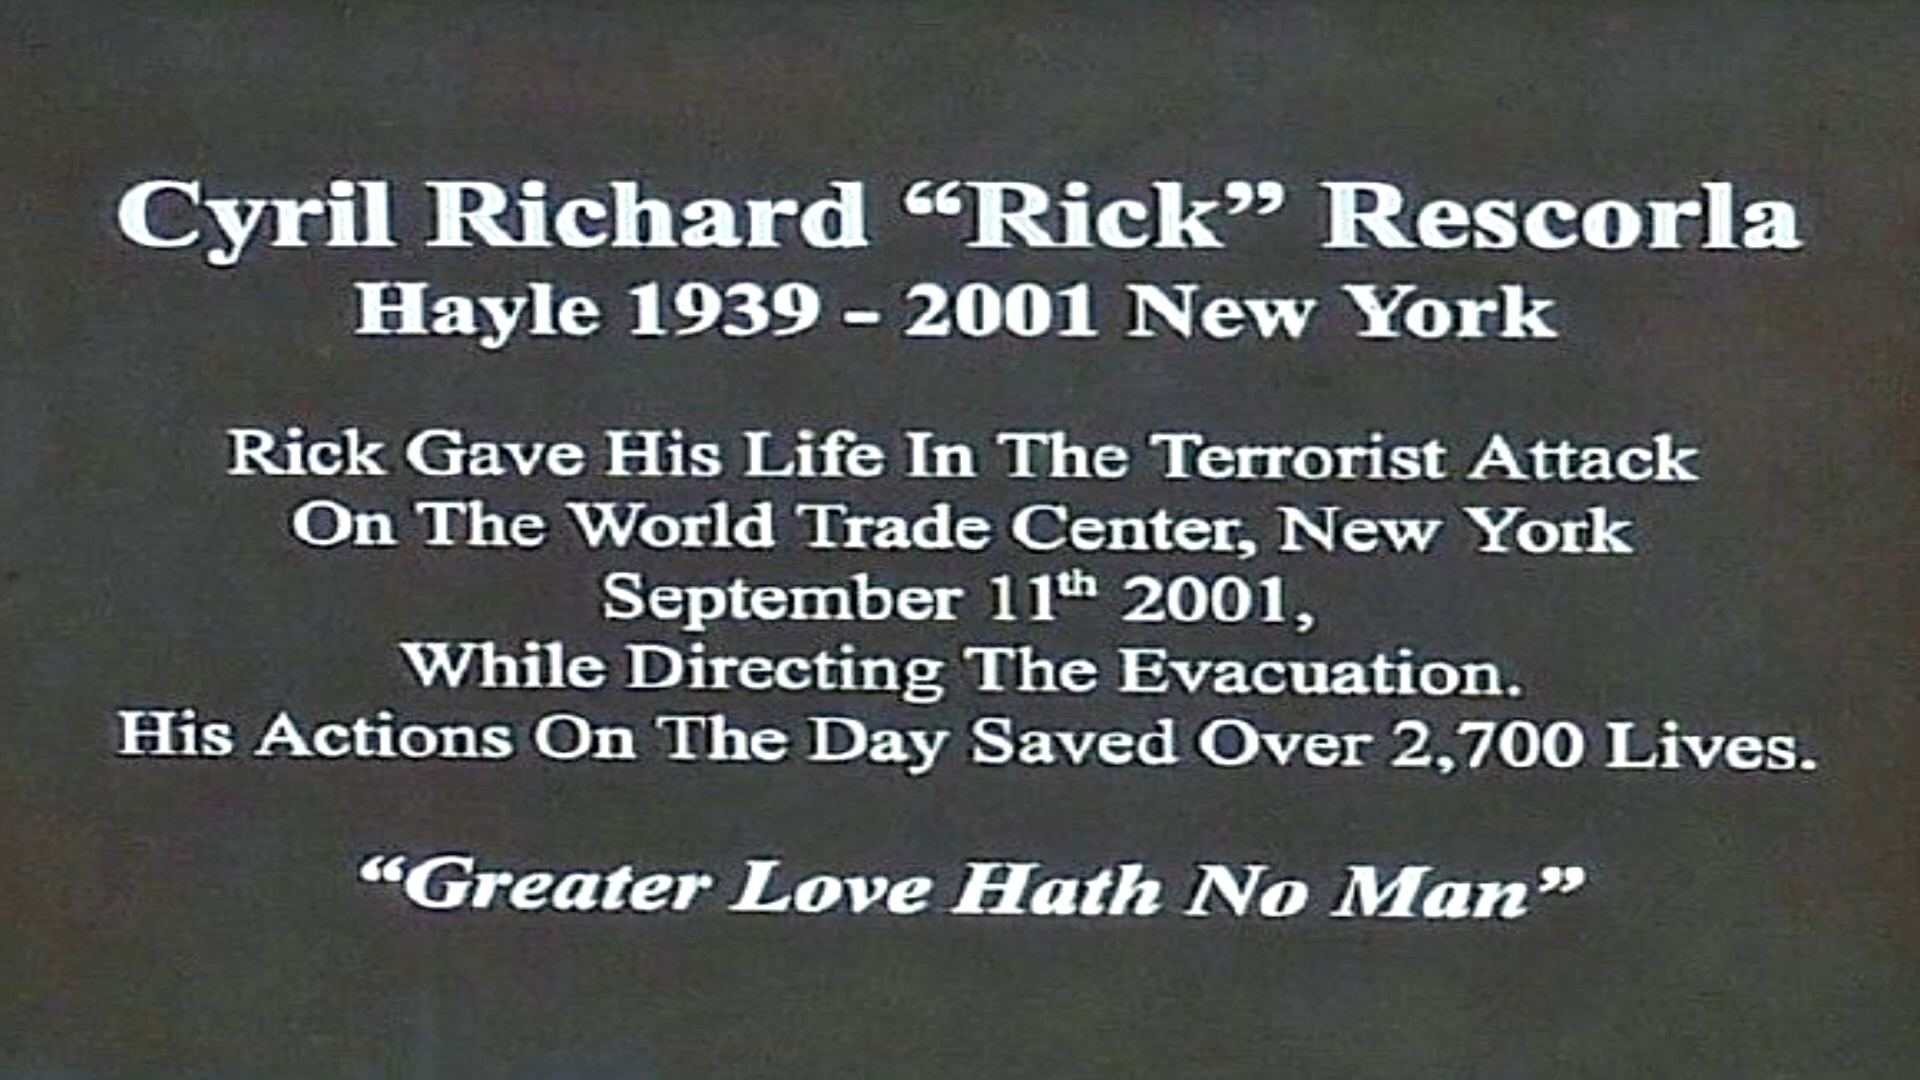 Cyril Richard “Rick” Rescorla
Hayle 1939 – 2001 New York
Rick Gave His Life In The Terrorist Attack
On The World Trade Center, New York
September 11th 2001,
While Directing The Evacuation.
His Actions On The Day Saved Over 2,700 Lives.
“Greater Love Hath No Man”